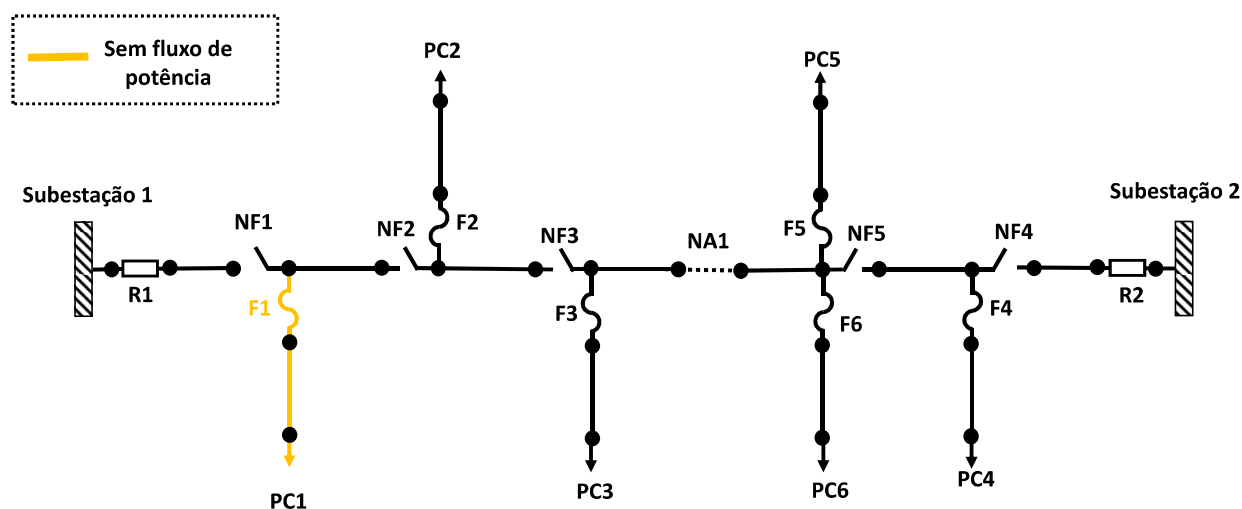 Sem fluxo de
potência
PC2
PC5
Subestação 1
Subestação 2
NF1
NF2
F2
NF3
NA1
F5
NF5
NF4
R1
F1
F3
F6
F4
R2
PC1
PC3
PC6
PC4